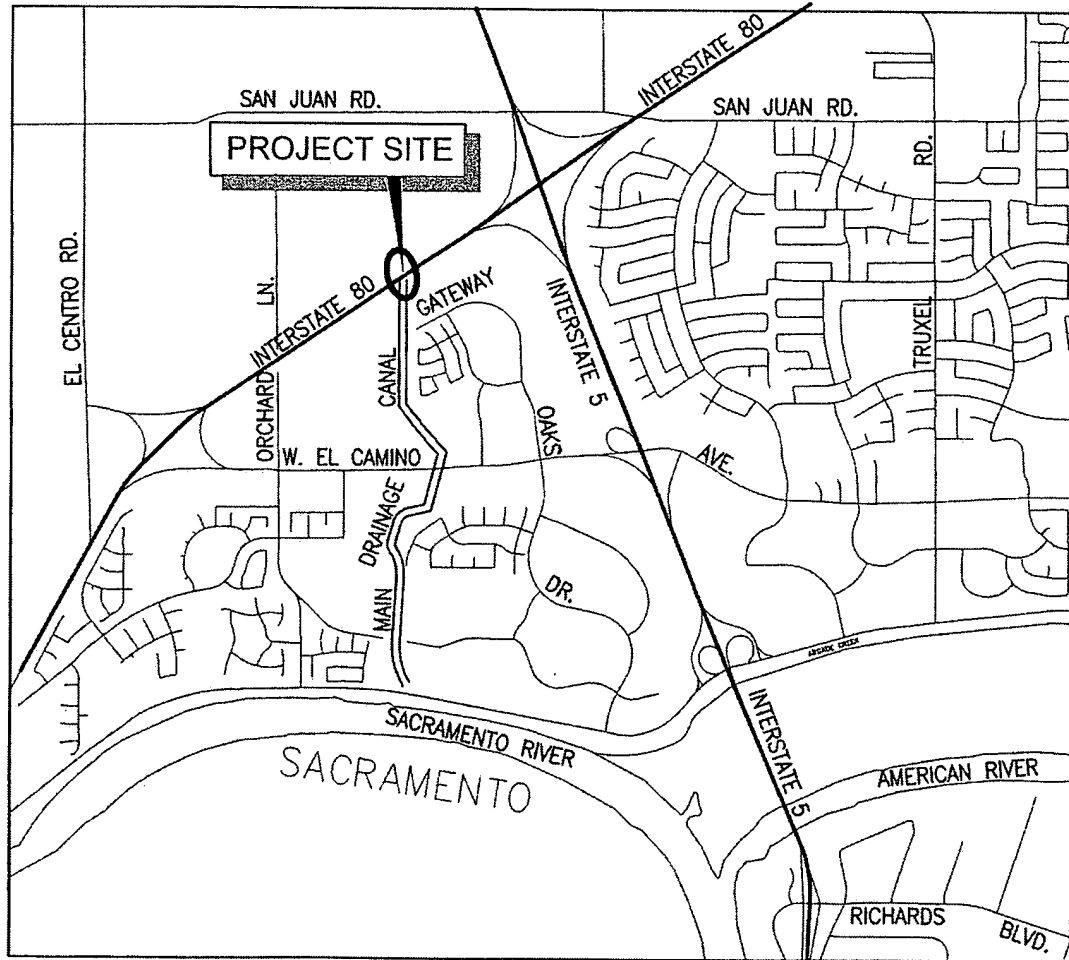 INTERSTATE 80
SAN JUAN RD.
SAN JUAN RD.
PROJECT SITE
RD.
EL CENTRO RD.
ORCHARD LN.
INTERSTATE 80
GATEWAY
INTERSTATE 5
TRUXEL
CANAL
OAKS
W. EL CAMINO
AVE.
DRAINAGE
DR.
MAIN
ARCADE CREEK
SACRAMENTO RIVER
INTERSTATE 5
SACRAMENTO
AMERICAN RIVER
RICHARDS
BLVD.